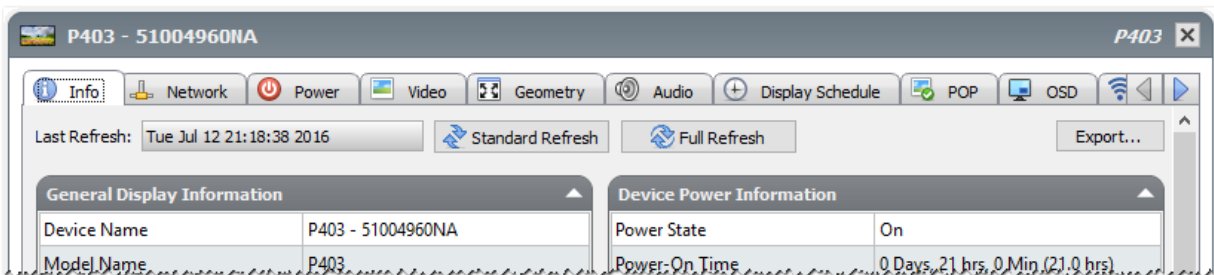 P403 - 51004960NA P403
Info Network Power Video Geometry Audio Display Schedule POP OSD
Last Refresh: Tue Jul 12 21:18:38 2016 Standard Refresh Full Refresh Export...
General Display Information Device Power Information
Device Name P403 - 51004960NA Power State On
Model Name P403 Power-On Time 0 Days, 21 hrs, 0 Min (21.0 hrs)